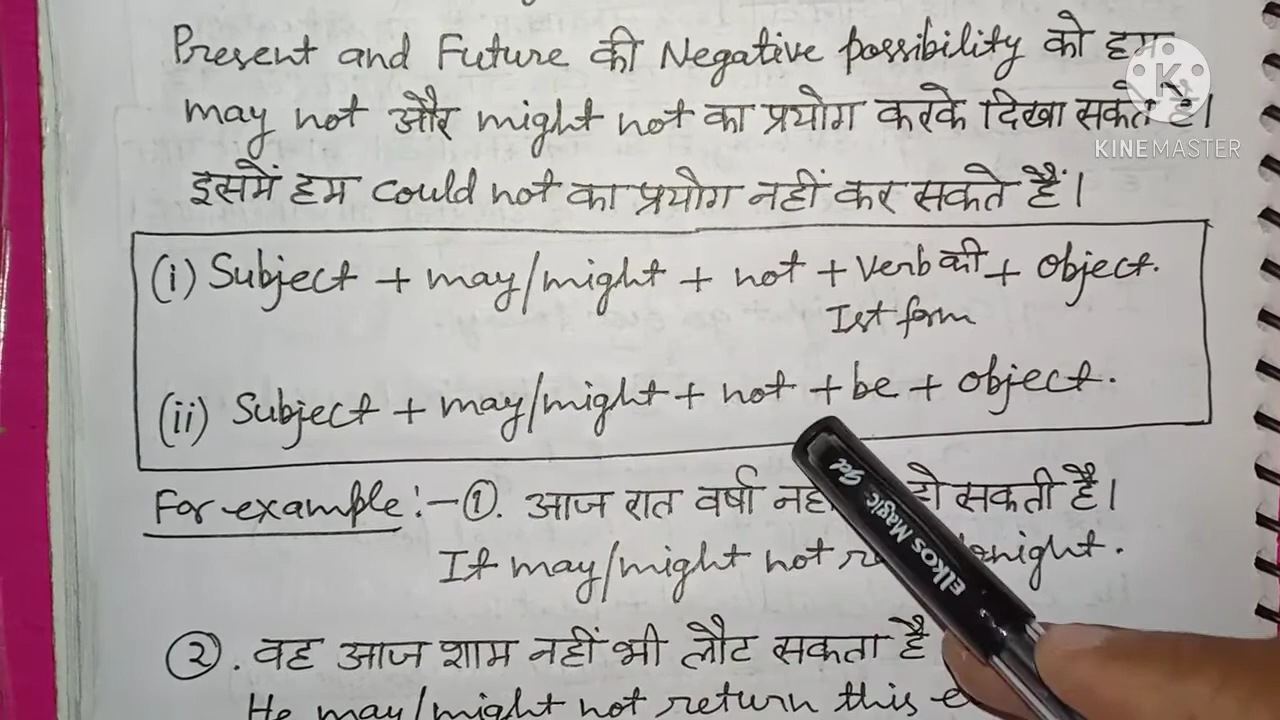 Present and Future की Negative possibility को हम
may not और might not का प्रयोग करके दिखा सकते हैं।
इसमें हम could not का प्रयोग नहीं कर सकते हैं।
(i) Subject + may/might + not + verb की + object.
Ist form
(ii) Subject + may/might + not + be + object.
For example :- ①. आज रात वर्षा सकती है।
It may/might not tonight.
②. वह आज शाम नहीं भी लौट सकता है
He may/might not return this
K
KINEMASTER
elkos Magic Gel